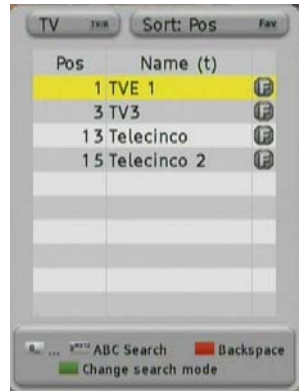 TV TV/R Sort: Pos Fav
Pos Name (t)
1 TVE 1
3 TV3
13 Telecinco
15 Telecinco 2
... ABC Search Backspace
Change search mode